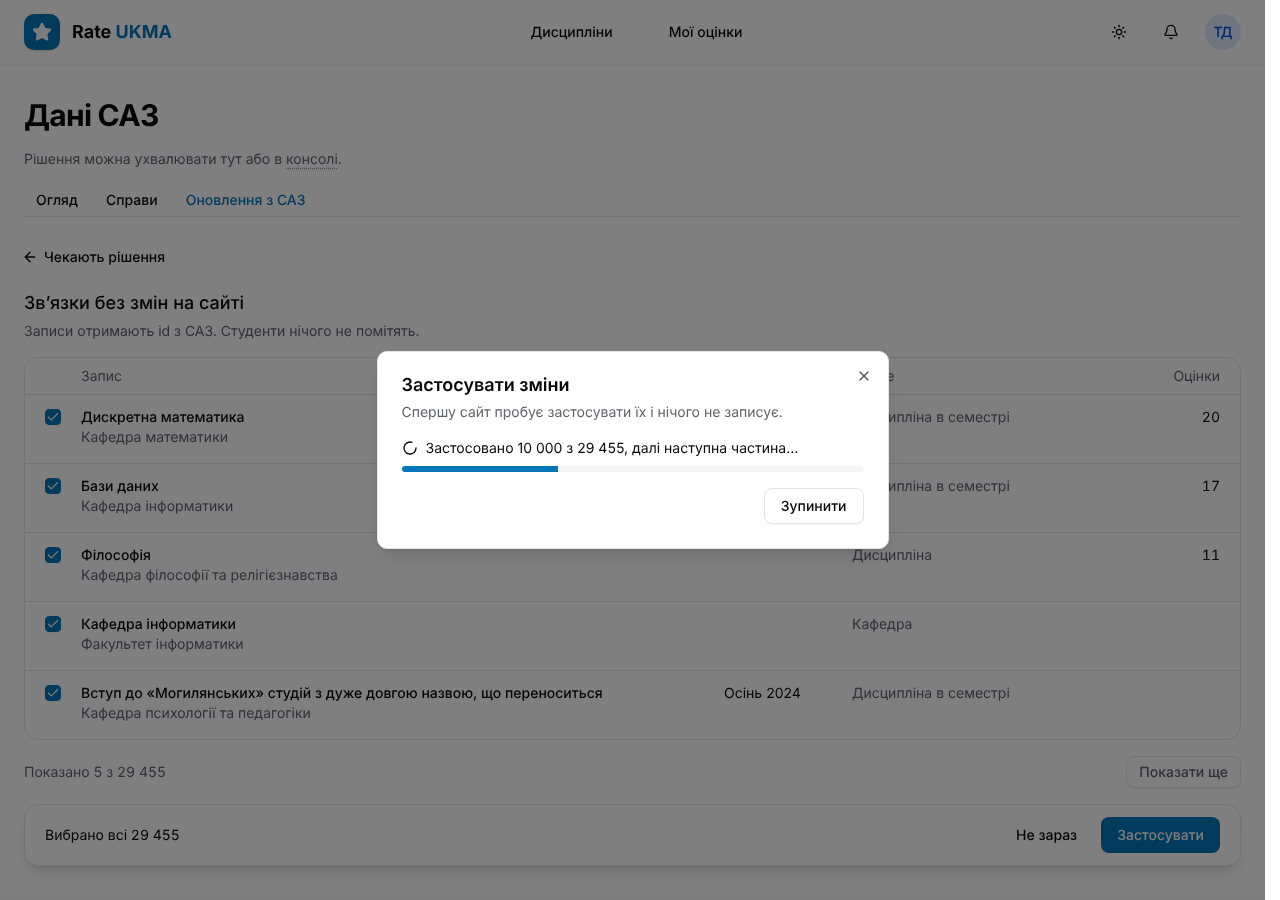 Rate UKMA
Дисципліни
Мої оцінки
ТД
Дані САЗ
Рішення можна ухвалювати тут або в консолі.
Огляд
Справи
Оновлення з САЗ
Чекають рішення
Зв’язки без змін на сайті
Записи отримають id з САЗ. Студенти нічого не помітять.
Запис
Оцінки
Дискретна математика
20
Кафедра математики
Бази даних
17
Кафедра інформатики
Філософія
Дисципліна
11
Кафедра філософії та релігієзнавства
Кафедра інформатики
Кафедра
Факультет інформатики
Вступ до «Могилянських» студій з дуже довгою назвою, що переноситься
Осінь 2024
Дисципліна в семестрі
Кафедра психології та педагогіки
Показано 5 з 29 455
Показати ще
Вибрано всі 29 455
Не зараз
Застосувати
Застосувати зміни
Спершу сайт пробує застосувати їх і нічого не записує.
Застосовано 10 000 з 29 455, далі наступна частина...
Зупинити